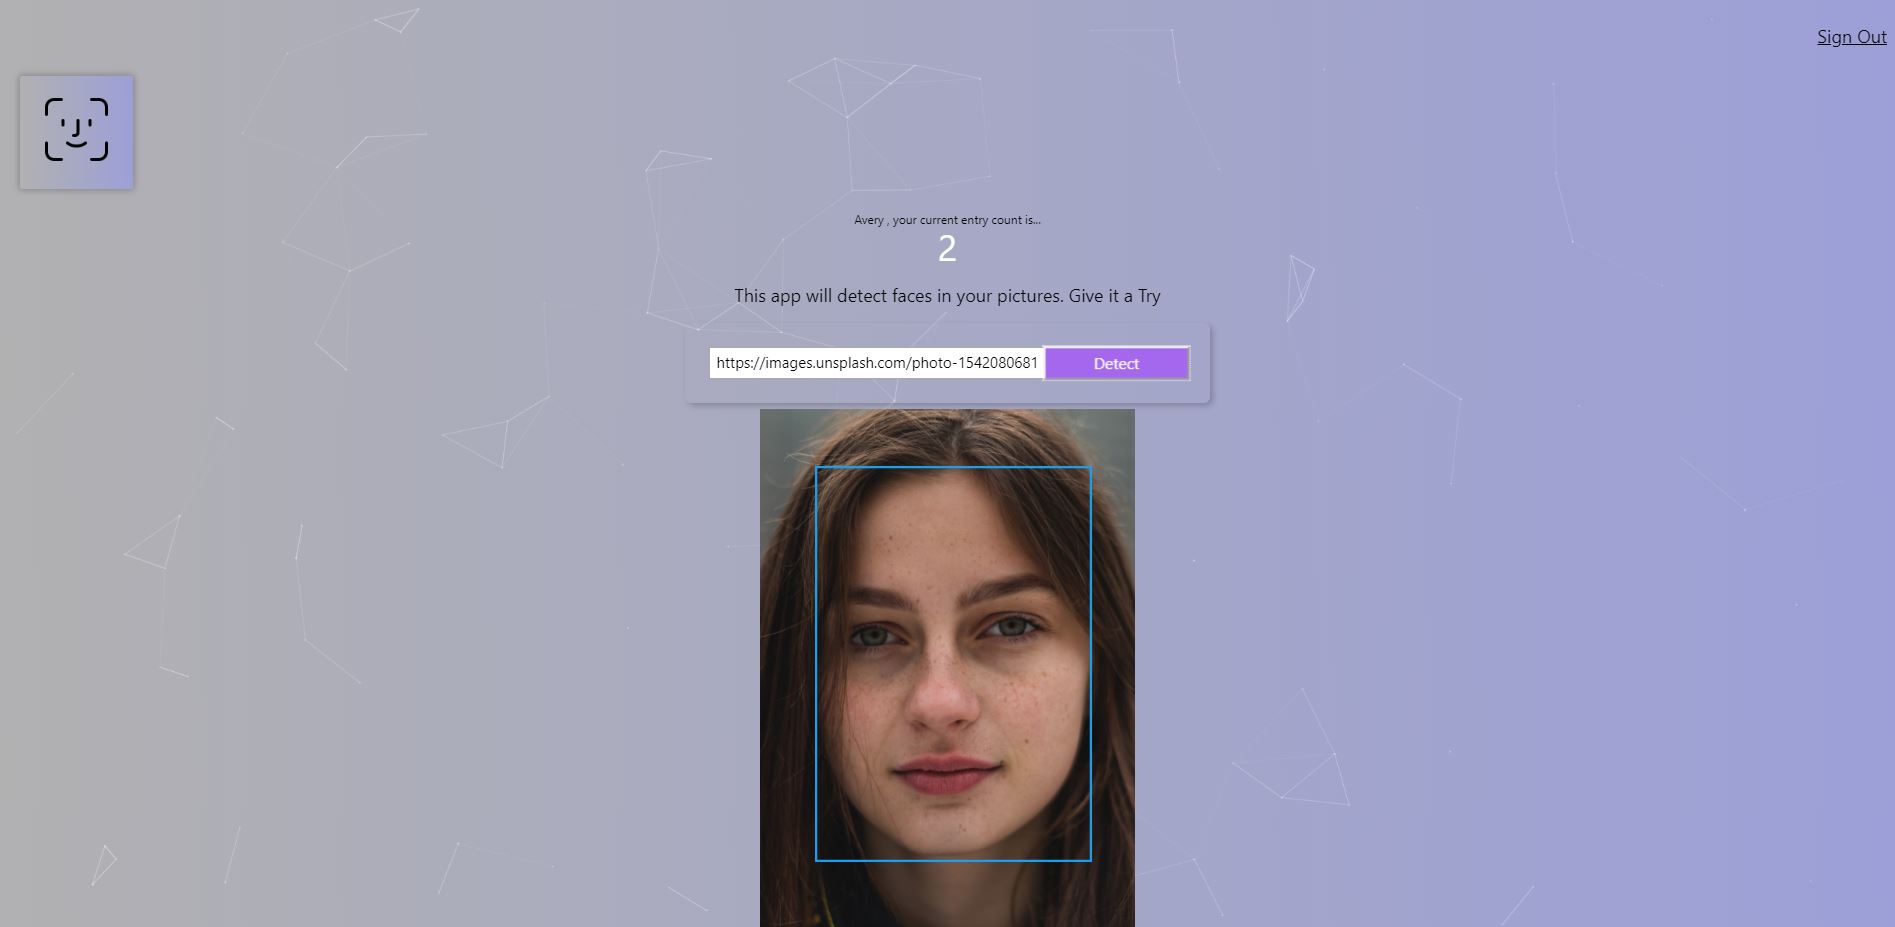 Sign Out
Avery , your current entry count is...
2
This app will detect faces in your pictures. Give it a Try
https://images.unsplash.com/photo-1542080681
Detect